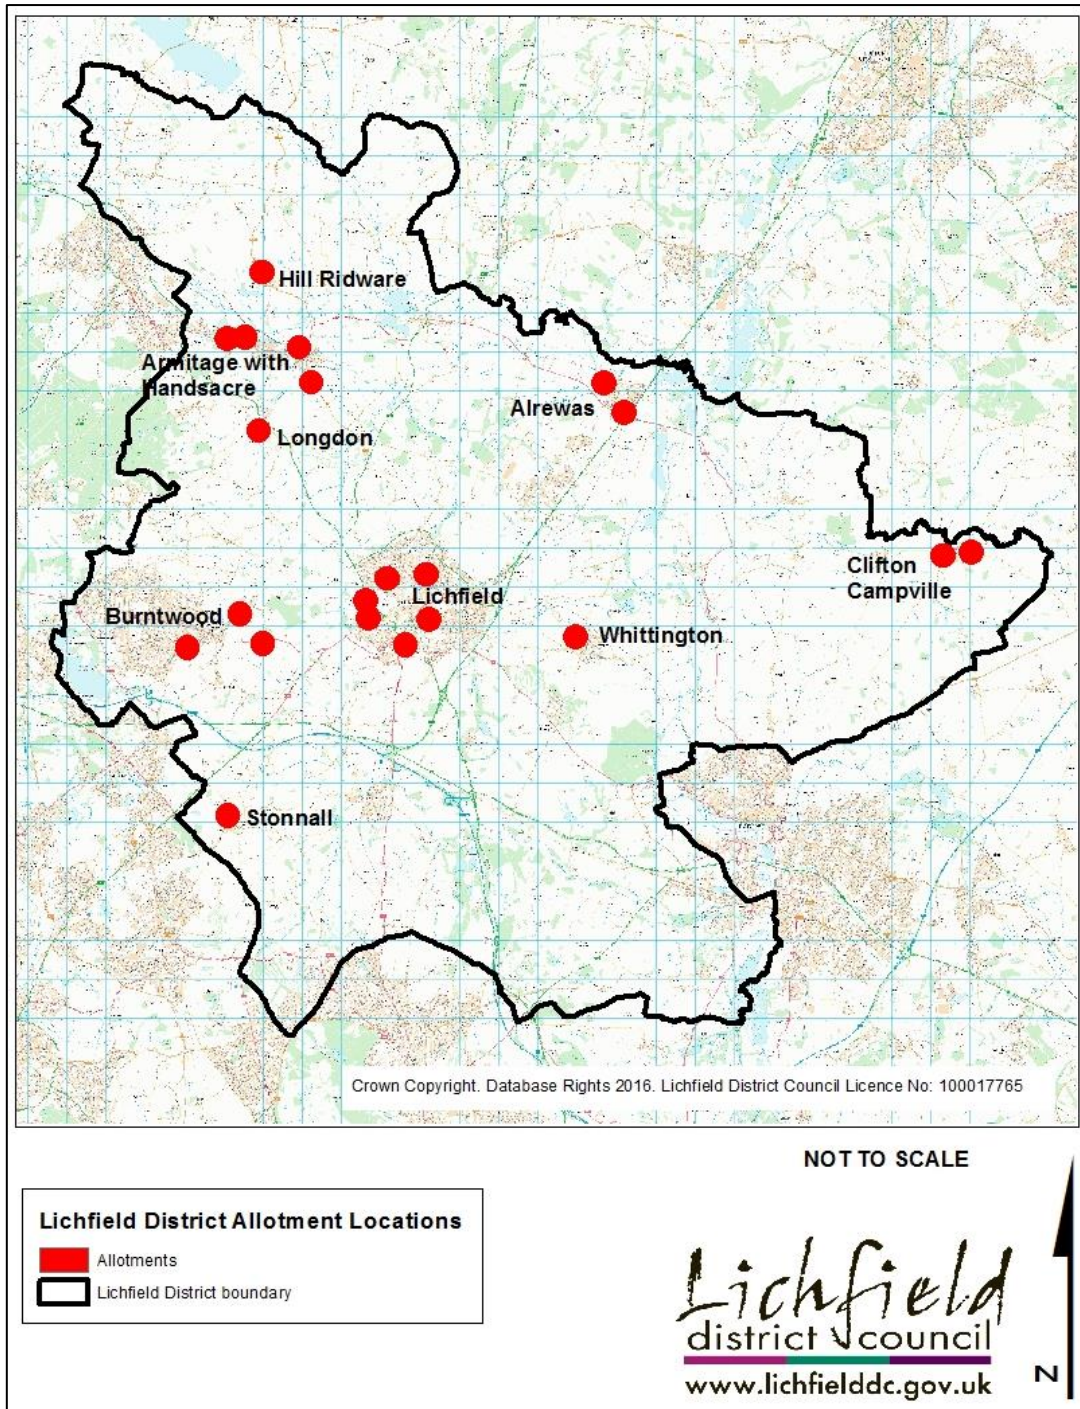 Hill Ridware
Armitage with
Handsacre
Alrewas
Longdon
Clifton
Campville
Lichfield
Burntwood
Whittington
Stonnall
Crown Copyright. Database Rights 2016. Lichfield District Council Licence No: 100017765
NOT TO SCALE
Lichfield District Allotment Locations
Allotments
Lichfield District boundary
Lichfield
district council
www.lichfielddc.gov.uk
N